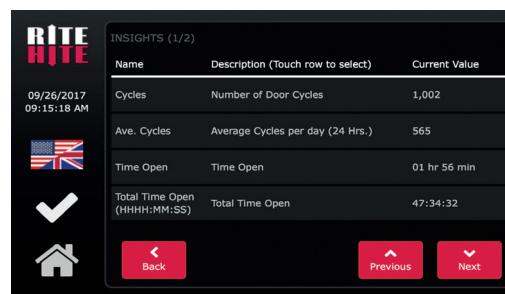 RITE
HITE
09/26/2017
09:15:18 AM
INSIGHTS (1/2)
Name Description (Touch row to select) Current Value
Cycles Number of Door Cycles 1,002
Ave. Cycles Average Cycles per day (24 Hrs.) 565
Time Open Time Open 01 hr 56 min
Total Time Open
(HHHH:MM:SS) Total Time Open 47:34:32
Back Previous Next